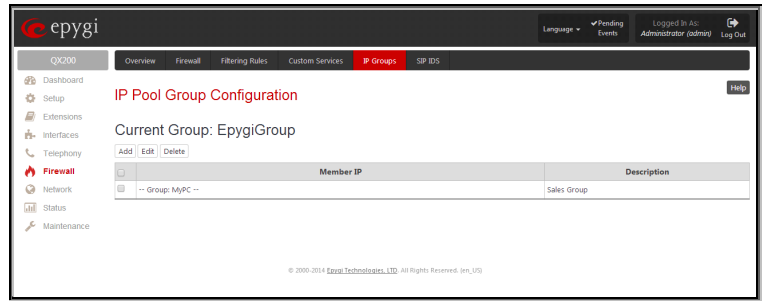 epygi
Language
Pending Events
Logged In As: Administrator (admin)
Log Out
QX200
Overview Firewall Filtering Rules Custom Services IP Groups SIP IDS
Dashboard
Setup
Extensions
Interfaces
Telephony
Firewall
Network
Status
Maintenance
Help
IP Pool Group Configuration
Current Group: EpygiGroup
Add Edit Delete
Member IP Description
-- Group: MyPC -- Sales Group
© 2000-2014 Epygi Technologies, LTD. All Rights Reserved. (en_US)